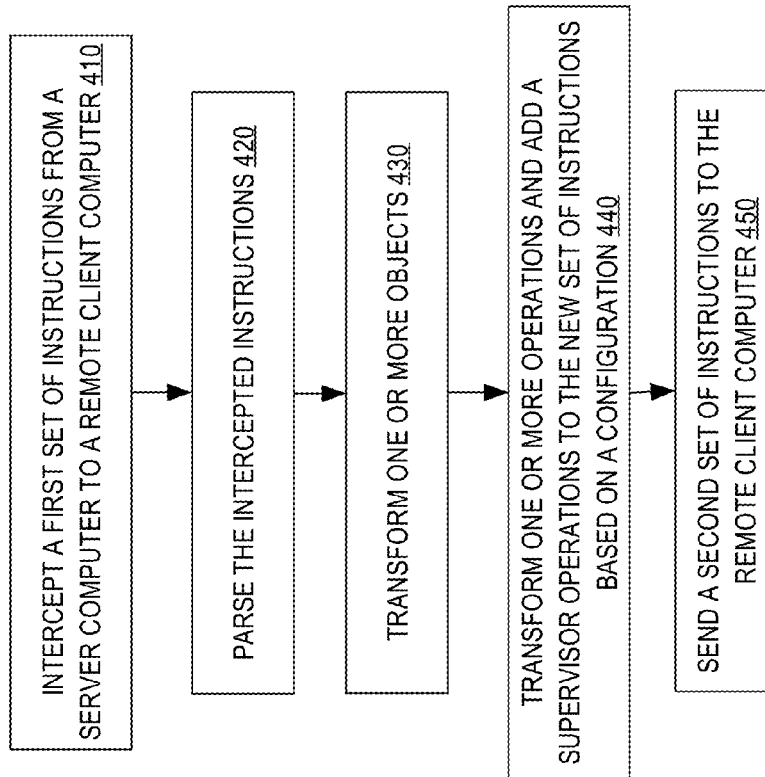 INTERCEPT A FIRST SET OF INSTRUCTIONS FROM A
SERVER COMPUTER TO A REMOTE CLIENT COMPUTER 410
PARSE THE INTERCEPTED INSTRUCTIONS 420
TRANSFORM ONE OR MORE OBJECTS 430
TRANSFORM ONE OR MORE OPERATIONS AND ADD A
SUPERVISOR OPERATIONS TO THE NEW SET OF INSTRUCTIONS
BASED ON A CONFIGURATION 440
SEND A SECOND SET OF INSTRUCTIONS TO THE
REMOTE CLIENT COMPUTER 450